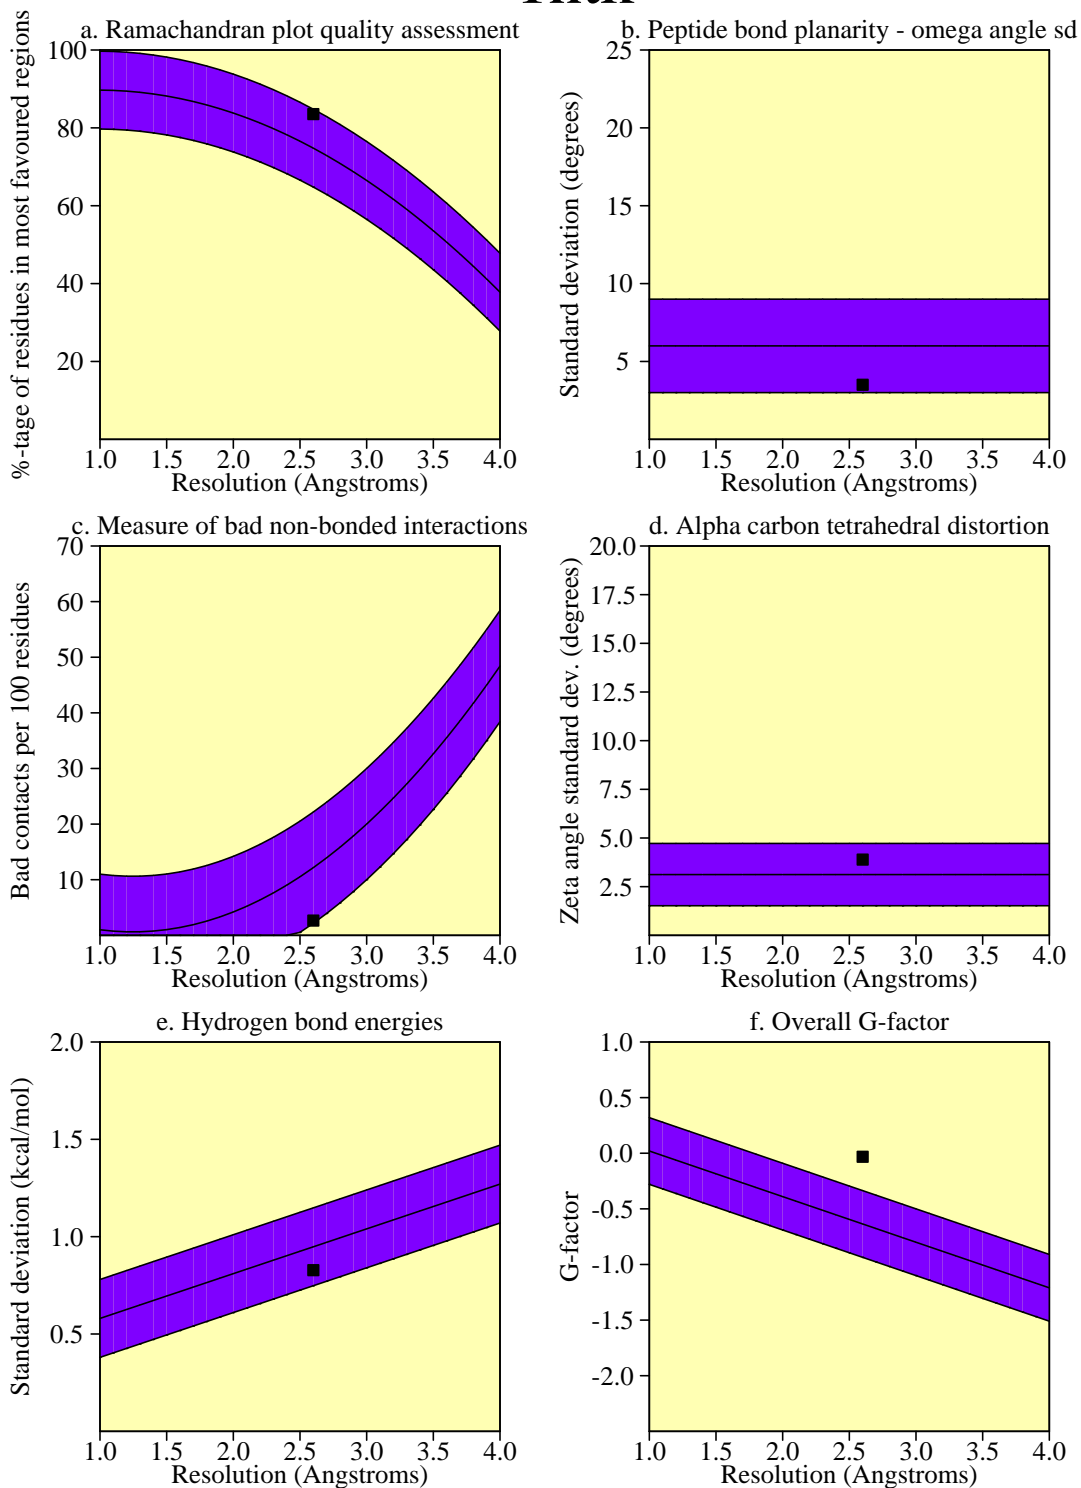 a. Ramachandran plot quality assessment
%-tage of residues in most favoured regions
100
80
60
40
20
1.0 1.5 2.0 2.5 3.0 3.5 4.0
Resolution (Angstroms)
b. Peptide bond planarity - omega angle sd
Standard deviation (degrees)
25
20
15
10
5
1.0 1.5 2.0 2.5 3.0 3.5 4.0
Resolution (Angstroms)
c. Measure of bad non-bonded interactions
Bad contacts per 100 residues
70
60
50
40
30
20
10
1.0 1.5 2.0 2.5 3.0 3.5 4.0
Resolution (Angstroms)
d. Alpha carbon tetrahedral distortion
Zeta angle standard dev. (degrees)
20.0
17.5
15.0
12.5
10.0
7.5
5.0
2.5
1.0 1.5 2.0 2.5 3.0 3.5 4.0
Resolution (Angstroms)
e. Hydrogen bond energies
Standard deviation (kcal/mol)
2.0
1.5
1.0
0.5
1.0 1.5 2.0 2.5 3.0 3.5 4.0
Resolution (Angstroms)
f. Overall G-factor
G-factor
1.0
0.5
0.0
-0.5
-1.0
-1.5
-2.0
1.0 1.5 2.0 2.5 3.0 3.5 4.0
Resolution (Angstroms)